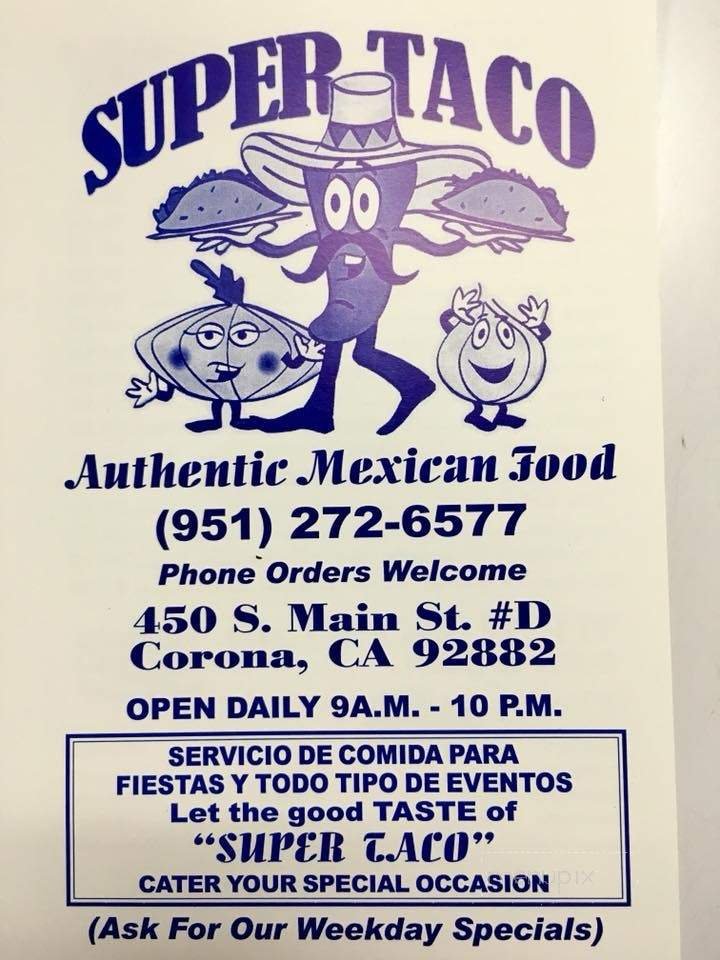 SUPER TACO
Authentic Mexican Food
(951) 272-6577
Phone Orders Welcome
450 S. Main St. #D
Corona, CA 92882
OPEN DAILY 9A.M. - 10 P.M.
SERVICIO DE COMIDA PARA
FIESTAS Y TODO TIPO DE EVENTOS
Let the good TASTE of
“SUPER TACO”
CATER YOUR SPECIAL OCCASION
(Ask For Our Weekday Specials)